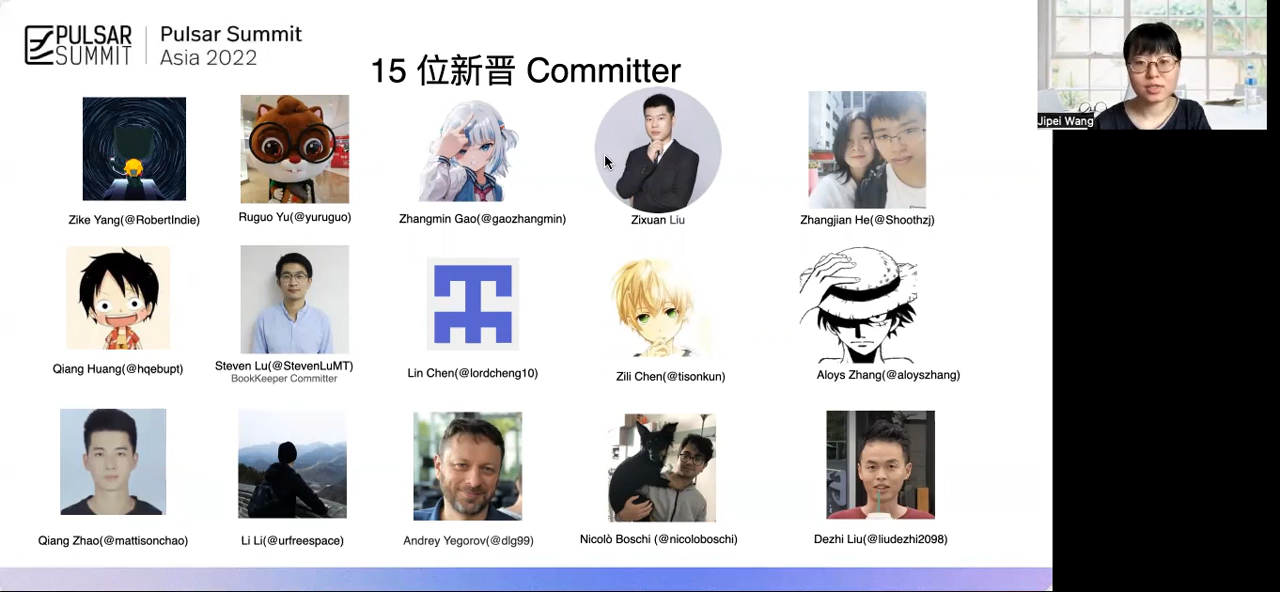 PULSAR
SUMMIT
Pulsar Summit
Asia 2022
15 位新晋 Committer
Jipei Wang
Zike Yang(@RobertIndie)
Ruguo Yu(@yuruguo)
Zhangmin Gao(@gaozhangmin)
Zixuan Liu
Zhangjian He(@Shoothzj)
Qiang Huang(@hqebupt)
Steven Lu(@StevenLuMT)
BookKeeper Committer
Lin Chen(@lordcheng10)
Zili Chen(@tisonkun)
Aloys Zhang(@aloyszhang)
Qiang Zhao(@mattisonchao)
Li Li(@urfreespace)
Andrey Yegorov(@dlg99)
Nicolò Boschi (@nicoloboschi)
Dezhi Liu(@liudezhi2098)